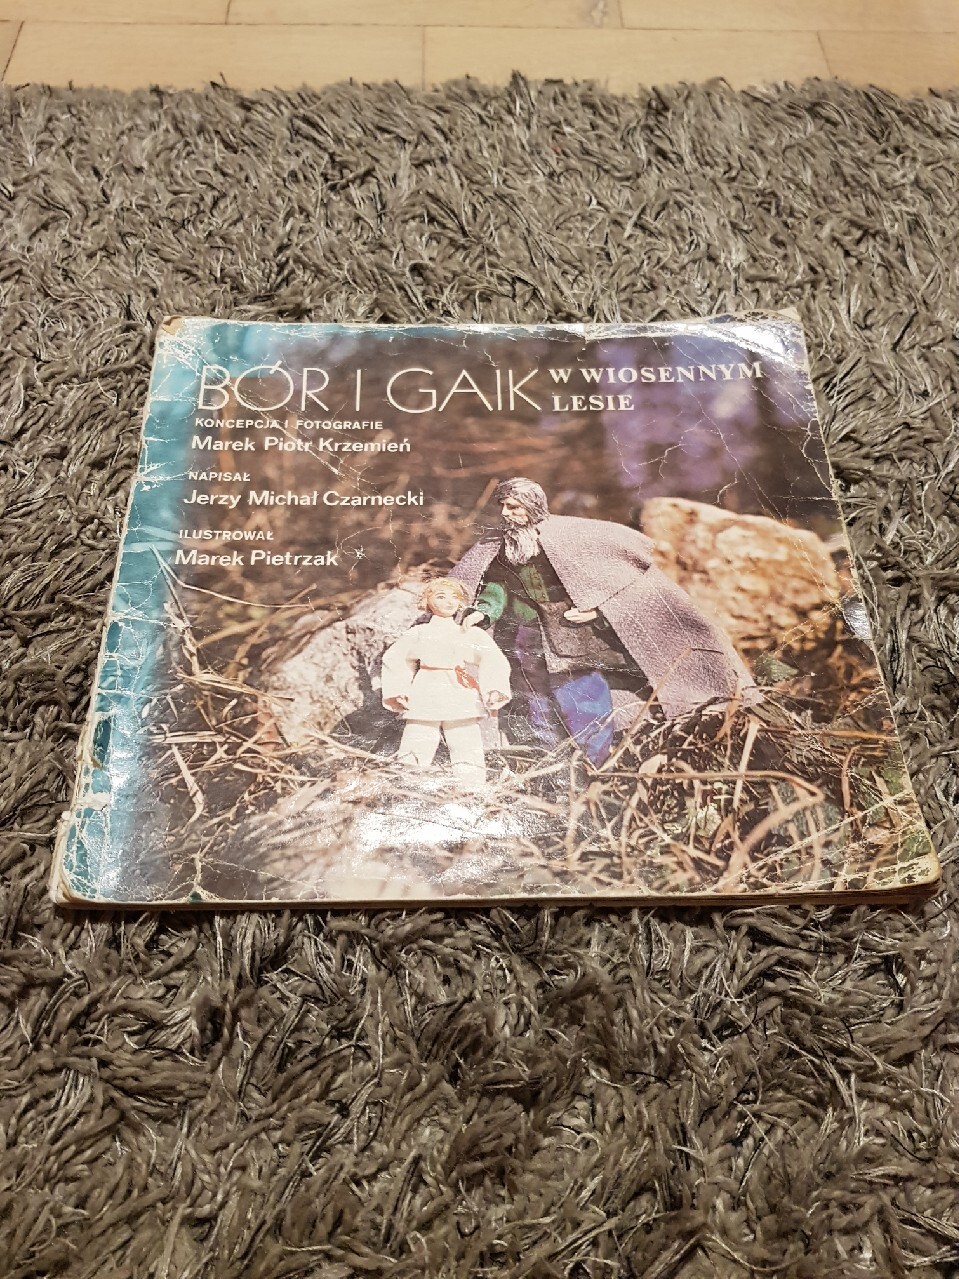 BÓR I GAIK W WIOSENNYM
LESIE
KONCEPCJA I FOTOGRAFIE
Marek Piotr Krzemień
NAPISAŁ
Jerzy Michał Czarnecki
ILUSTROWAŁ
Marek Pietrzak